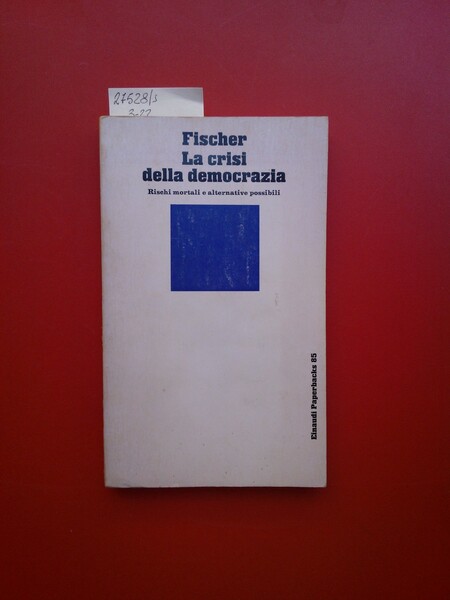 27528/s
3-22
Fischer
La crisi
della democrazia
Rischi mortali e alternative possibili
Einaudi Paperbacks 85